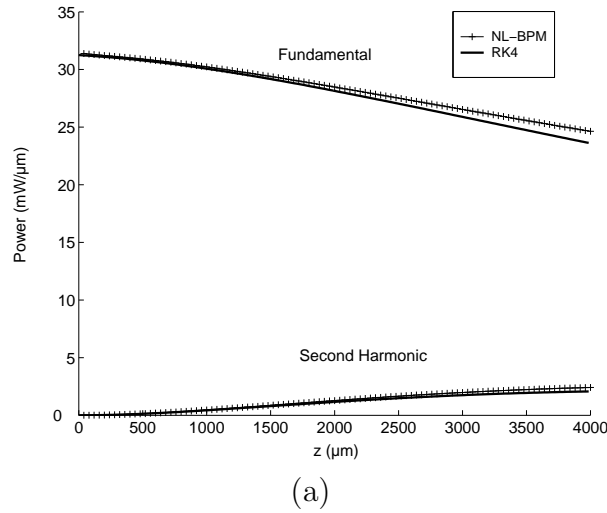 35
30
25
20
15
10
5
0
Power (mW/μm)
Fundamental
NL−BPM
RK4
Second Harmonic
0 500 1000 1500 2000 2500 3000 3500 4000
z (μm)
(a)